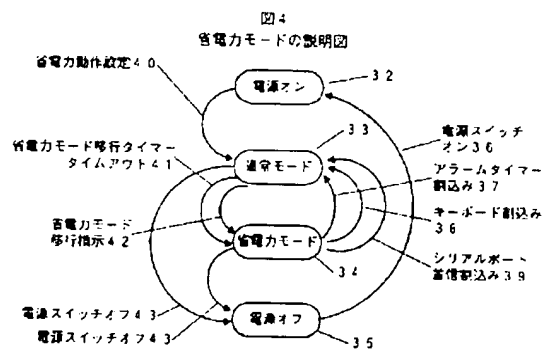 図4
省電力モードの説明図
省電力動作設定40
電源オン
32
33
電源スイッチ
オン36
省電力モード移行タイマー
タイムアウト41
通常モード
アラームタイマー
割込み37
省電力モード
移行指示42
キーボード割込み
38
省電力モード
34
シリアルポート
着信割込み39
電源スイッチオフ43
電源スイッチオフ43
電源オフ
35